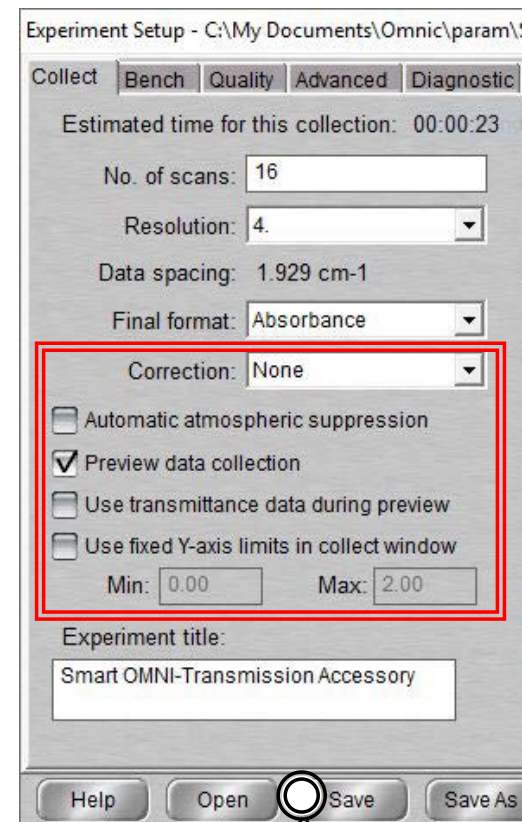 Experiment Setup - C:\My Documents\Omnic\param\
Collect Bench Quality Advanced Diagnostic
Estimated time for this collection: 00:00:23
No. of scans: 16
Resolution: 4.
Data spacing: 1.929 cm-1
Final format: Absorbance
Correction: None
Automatic atmospheric suppression
Preview data collection
Use transmittance data during preview
Use fixed Y-axis limits in collect window
Min: 0.00 Max: 2.00
Experiment title:
Smart OMNI-Transmission Accessory
Help Open Save Save As